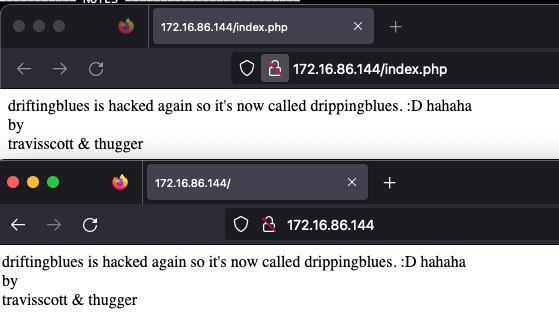 NOTES
172.16.86.144/index.php
172.16.86.144/index.php
driftingblues is hacked again so it's now called drippingblues. :D hahaha
by
travisscott & thugger
172.16.86.144/
172.16.86.144
driftingblues is hacked again so it's now called drippingblues. :D hahaha
by
travisscott & thugger